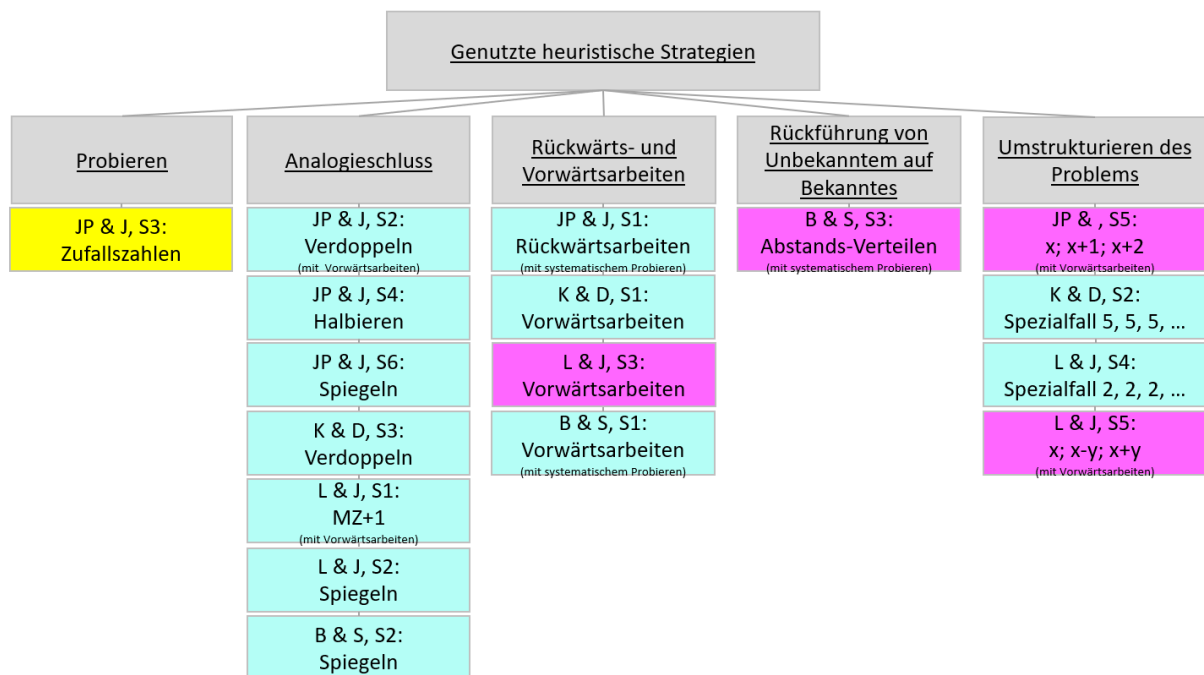 Genutzte heuristische Strategien
Probieren
JP & J, S3:
Zufallszahlen
Analogieschluss
JP & J, S2:
Verdoppeln
(mit Vorwärtsarbeiten)
JP & J, S4:
Halbieren
JP & J, S6:
Spiegeln
K & D, S3:
Verdoppeln
L & J, S1:
MZ+1
(mit Vorwärtsarbeiten)
L & J, S2:
Spiegeln
B & S, S2:
Spiegeln
Rückwärts- und
Vorwärtsarbeiten
JP & J, S1:
Rückwärtsarbeiten
(mit systematischem Probieren)
K & D, S1:
Vorwärtsarbeiten
L & J, S3:
Vorwärtsarbeiten
B & S, S1:
Vorwärtsarbeiten
(mit systematischem Probieren)
Rückführung von
Unbekanntem auf
Bekanntes
B & S, S3:
Abstands-Verteilen
(mit systematischem Probieren)
Umstrukturieren des
Problems
JP & , S5:
x; x+1; x+2
(mit Vorwärtsarbeiten)
K & D, S2:
Spezialfall 5, 5, 5, ...
L & J, S4:
Spezialfall 2, 2, 2, ...
L & J, S5:
x; x-y; x+y
(mit Vorwärtsarbeiten)